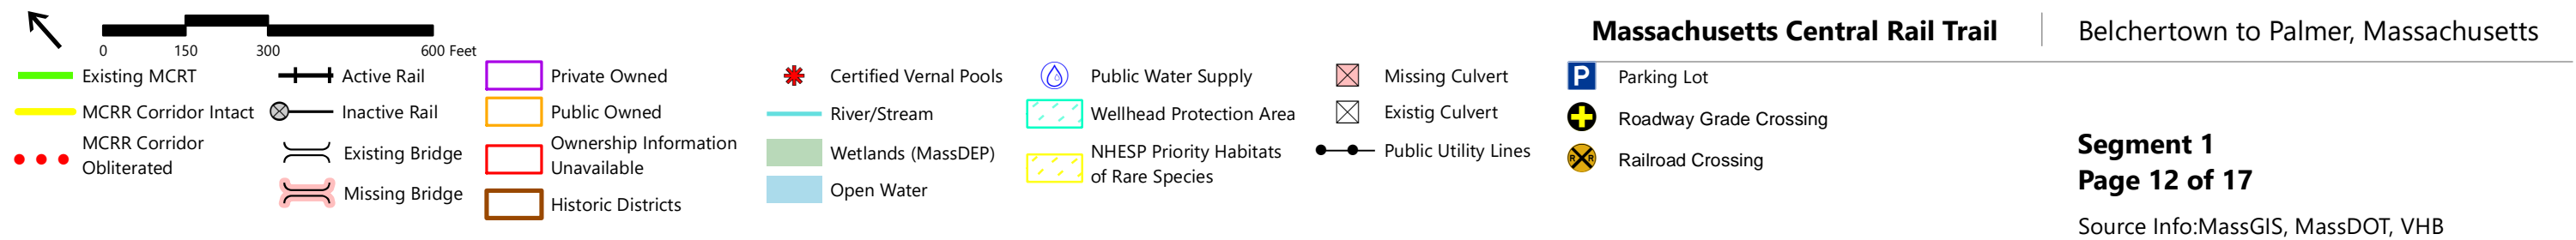 0 150 300 600 Feet
Existing MCRT
MCRR Corridor Intact
MCRR Corridor
Obliterated
Active Rail
Inactive Rail
Existing Bridge
Missing Bridge
Private Owned
Public Owned
Ownership Information
Unavailable
Historic Districts
Certified Vernal Pools
River/Stream
Wetlands (MassDEP)
Open Water
Public Water Supply
Wellhead Protection Area
NHESP Priority Habitats
of Rare Species
Missing Culvert
Existig Culvert
Public Utility Lines
P Parking Lot
Roadway Grade Crossing
R R Railroad Crossing
Massachusetts Central Rail Trail
Belchertown to Palmer, Massachusetts
Segment 1
Page 12 of 17
Source Info:MassGIS, MassDOT, VHB